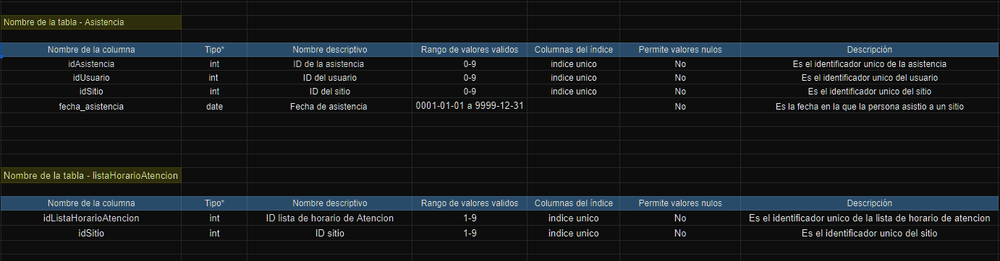 Nombre de la tabla - Asistencia
Nombre de la columna Tipo* Nombre descriptivo Rango de valores validos Columnas del índice Permite valores nulos Descripción
idAsistencia int ID de la asistencia 0-9 indice unico No Es el identificador unico de la asistencia
idUsuario int ID del usuario 0-9 indice unico No Es el identificador unico del usuario
idSitio int ID del sitio 0-9 indice unico No Es el identificador unico del sitio
fecha_asistencia date Fecha de asistencia 0001-01-01 a 9999-12-31 No Es la fecha en la que la persona asistio a un sitio
Nombre de la tabla - listaHorarioAtencion
Nombre de la columna Tipo* Nombre descriptivo Rango de valores validos Columnas del índice Permite valores nulos Descripción
idListaHorarioAtencion int ID lista de horario de Atencion 1-9 indice unico No Es el identificador unico de la lista de horario de atencion
idSitio int ID sitio 1-9 indice unico No Es el identificador unico del sitio